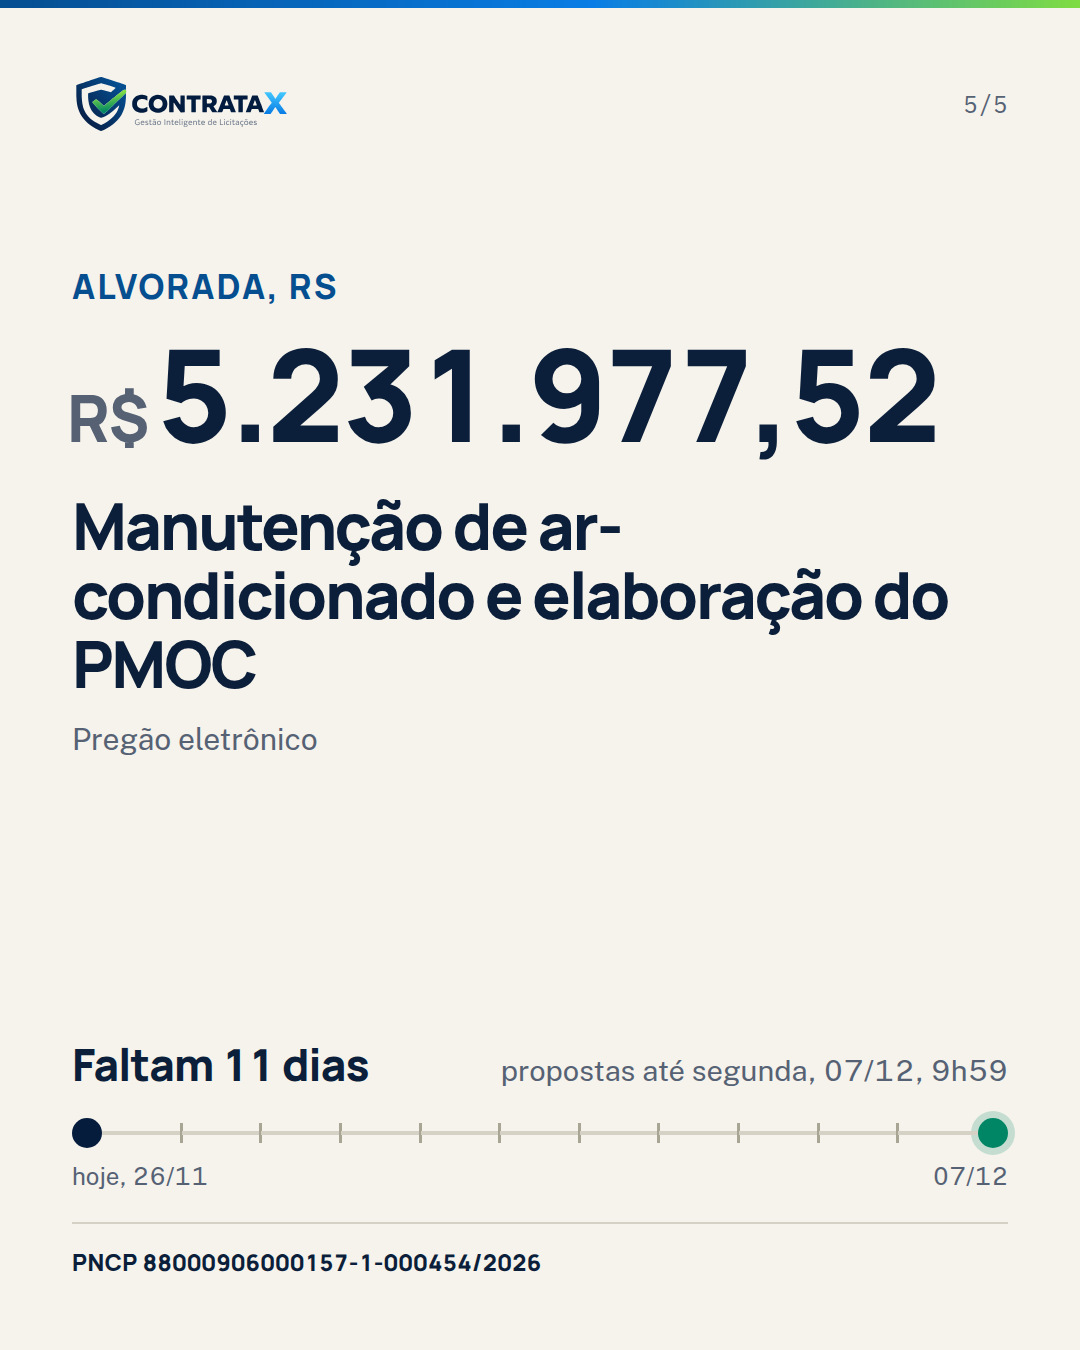 CONTRATAX
Gestão Inteligente de Licitações
5/5
ALVORADA, RS
R$ 5.231.977,52
Manutenção de ar-
condicionado e elaboração do
PMOC
Pregão eletrônico
Faltam 11 dias
propostas até segunda, 07/12, 9h59
hoje, 26/11
07/12
PNCP 88000906000157-1-000454/2026